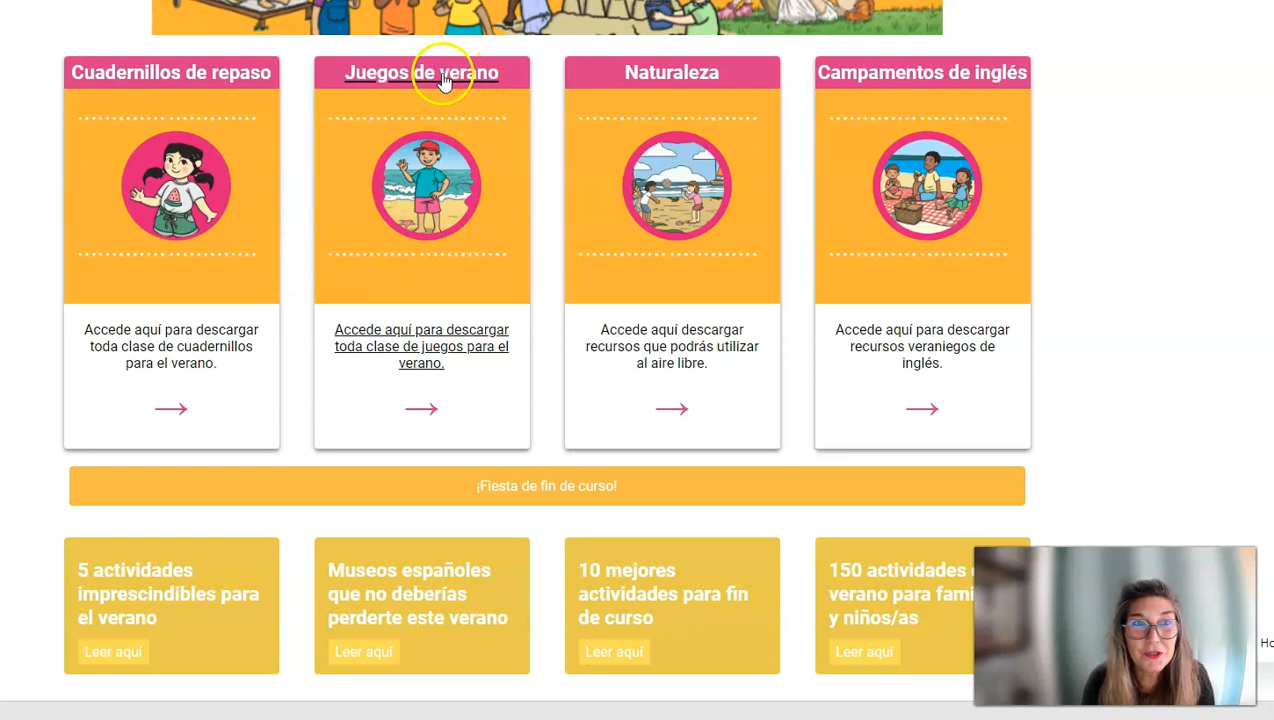 Cuadernillos de repaso
Juegos de verano
Naturaleza
Campamentos de inglés
Accede aquí para descargar
toda clase de cuadernillos
para el verano.
Accede aquí para descargar
toda clase de juegos para el
verano.
Accede aquí descargar
recursos que podrás utilizar
al aire libre.
Accede aquí para descargar
recursos veraniegos de
inglés.
¡Fiesta de fin de curso!
5 actividades
imprescindibles para
el verano
Leer aquí
Museos españoles
que no deberías
perderte este verano
Leer aquí
10 mejores
actividades para fin
de curso
Leer aquí
150 actividades
verano para
y niños/as
Leer aquí